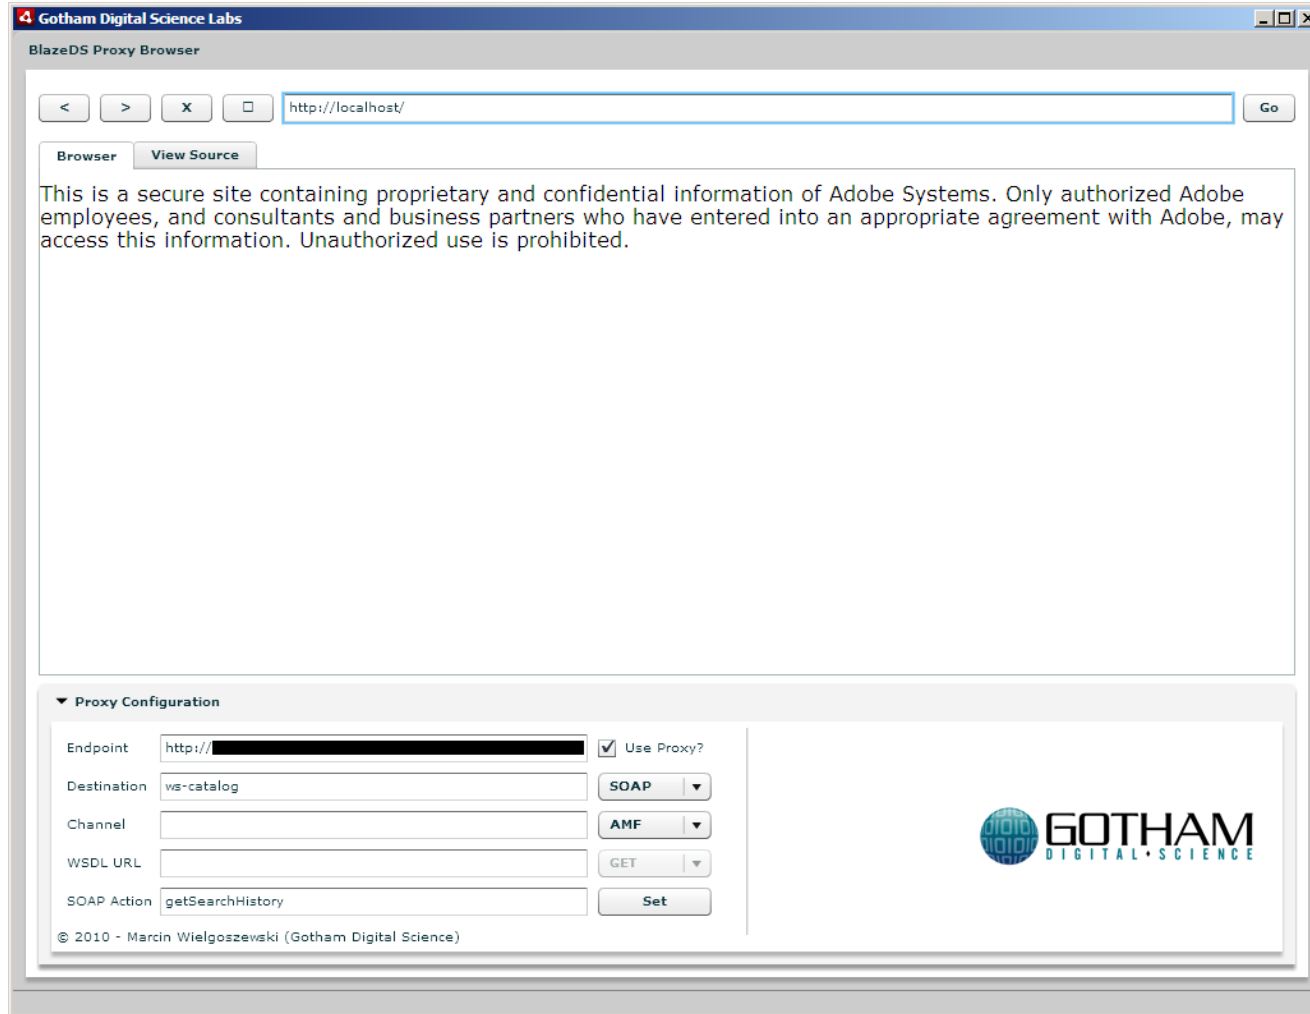 Gotham Digital Science Labs
BlazeDS Proxy Browser
< > X http://localhost/ Go
Browser View Source
This is a secure site containing proprietary and confidential information of Adobe Systems. Only authorized Adobe
employees, and consultants and business partners who have entered into an appropriate agreement with Adobe, may
access this information. Unauthorized use is prohibited.
Proxy Configuration
Endpoint http:// Use Proxy?
Destination ws-catalog SOAP
Channel AMF
WSDL URL GET
SOAP Action getSearchHistory Set
© 2010 - Marcin Wielgoszewski (Gotham Digital Science)
GOTHAM
DIGITAL SCIENCE